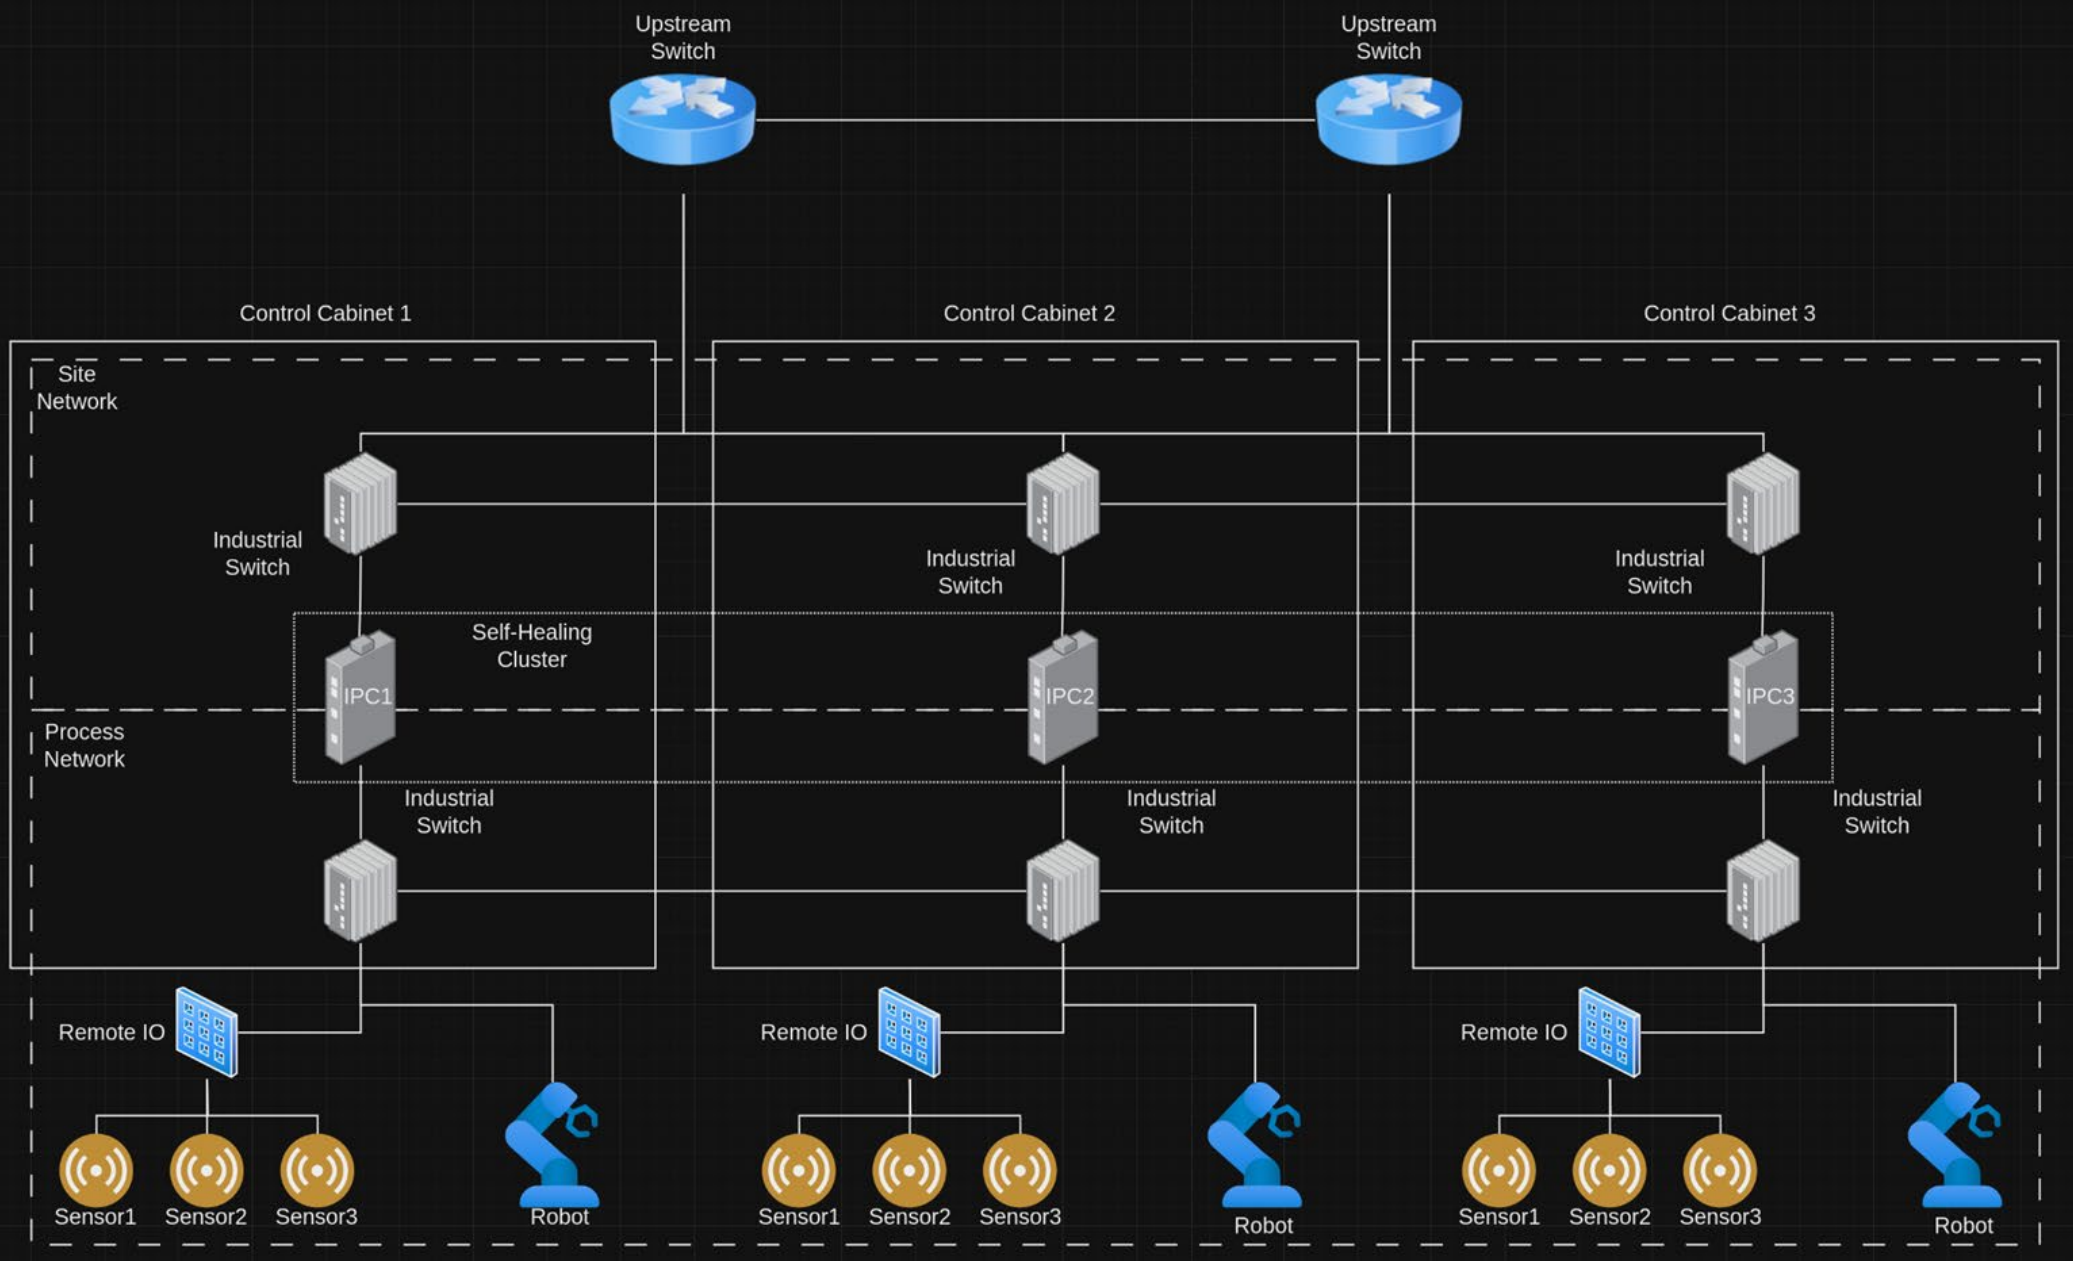 Upstream
Switch
Upstream
Switch
Control Cabinet 1
Control Cabinet 2
Control Cabinet 3
Site
Network
Industrial
Switch
Industrial
Switch
Industrial
Switch
Self-Healing
Cluster
IPC1
IPC2
IPC3
Process
Network
Industrial
Switch
Industrial
Switch
Industrial
Switch
Remote IO
Remote IO
Remote IO
Sensor1
Sensor2
Sensor3
Robot
Sensor1
Sensor2
Sensor3
Robot
Sensor1
Sensor2
Sensor3
Robot